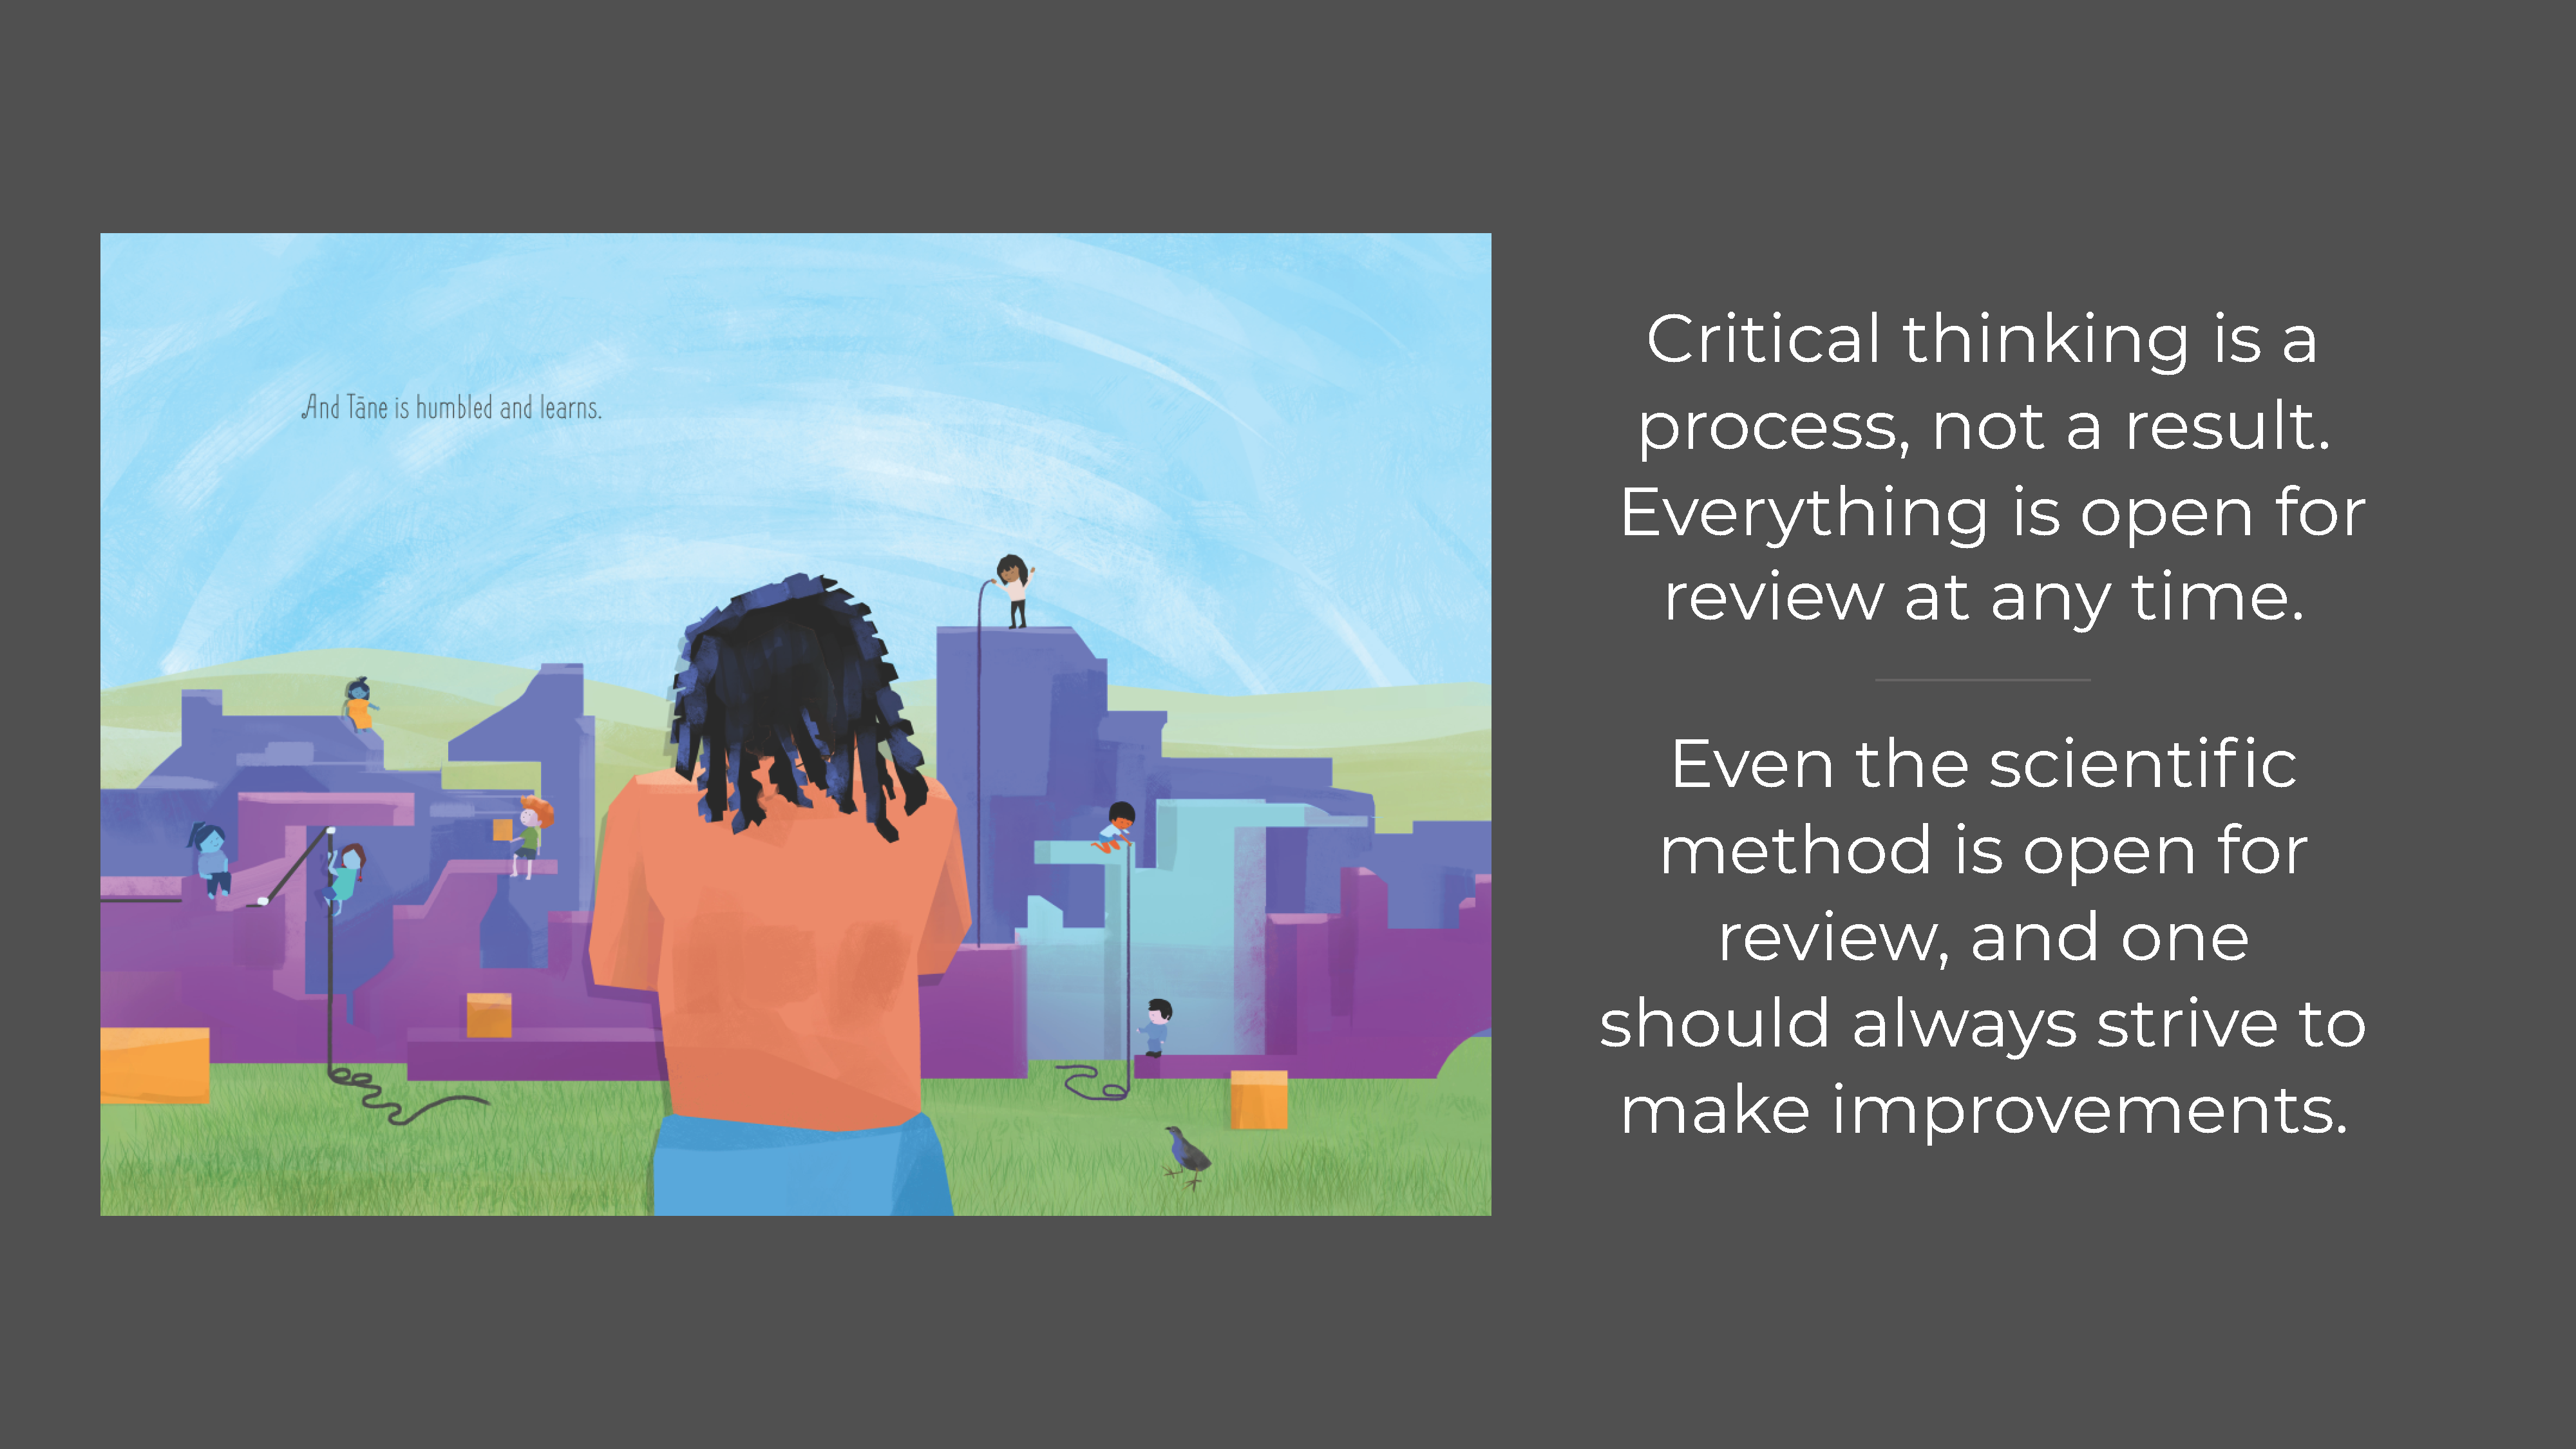 And Tāne is humbled and learns.
Critical thinking is a
process, not a result.
Everything is open for
review at any time.
Even the scientific
method is open for
review, and one
should always strive to
make improvements.